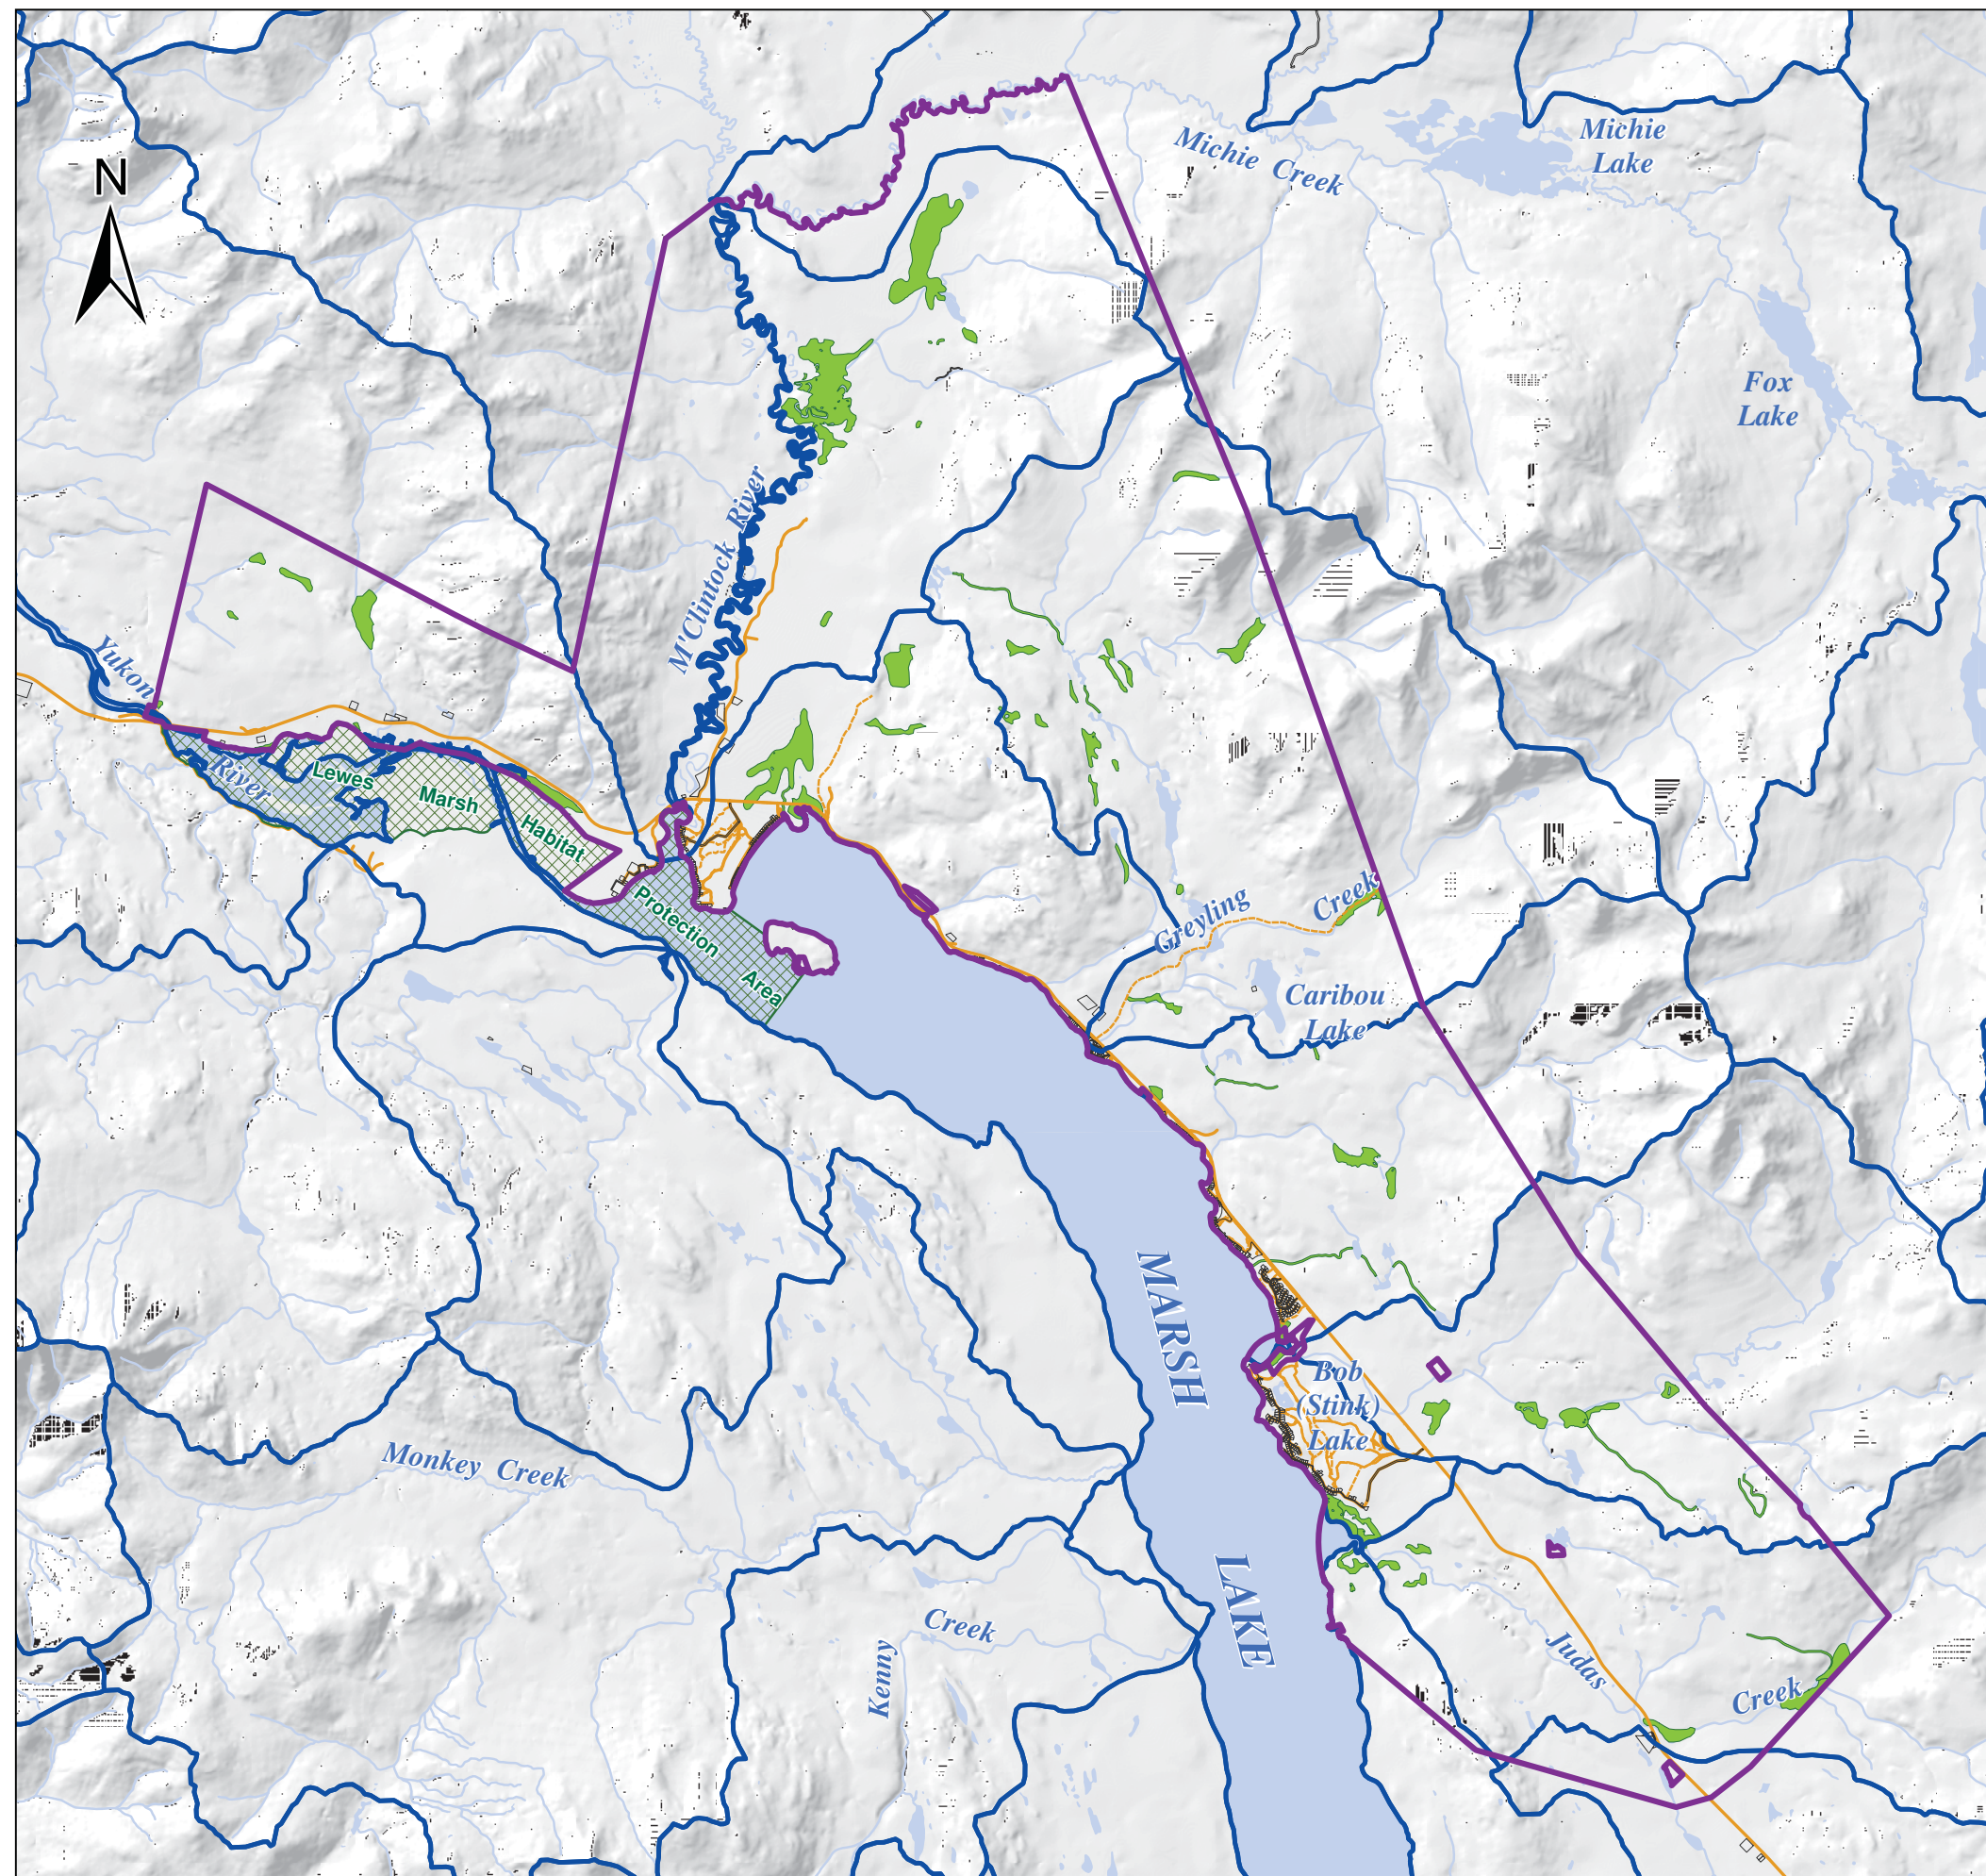 N
Michie Creek
Michie
Lake
Fox
Lake
M'Clintock River
Yukon
River
Lewes
Marsh
Habitat
Protection
Area
Greyling
Creek
Caribou
Lake
MARSH
LAKE
Bob
(Stink)
Lake
Monkey Creek
Kenny
Creek
Judas
Creek